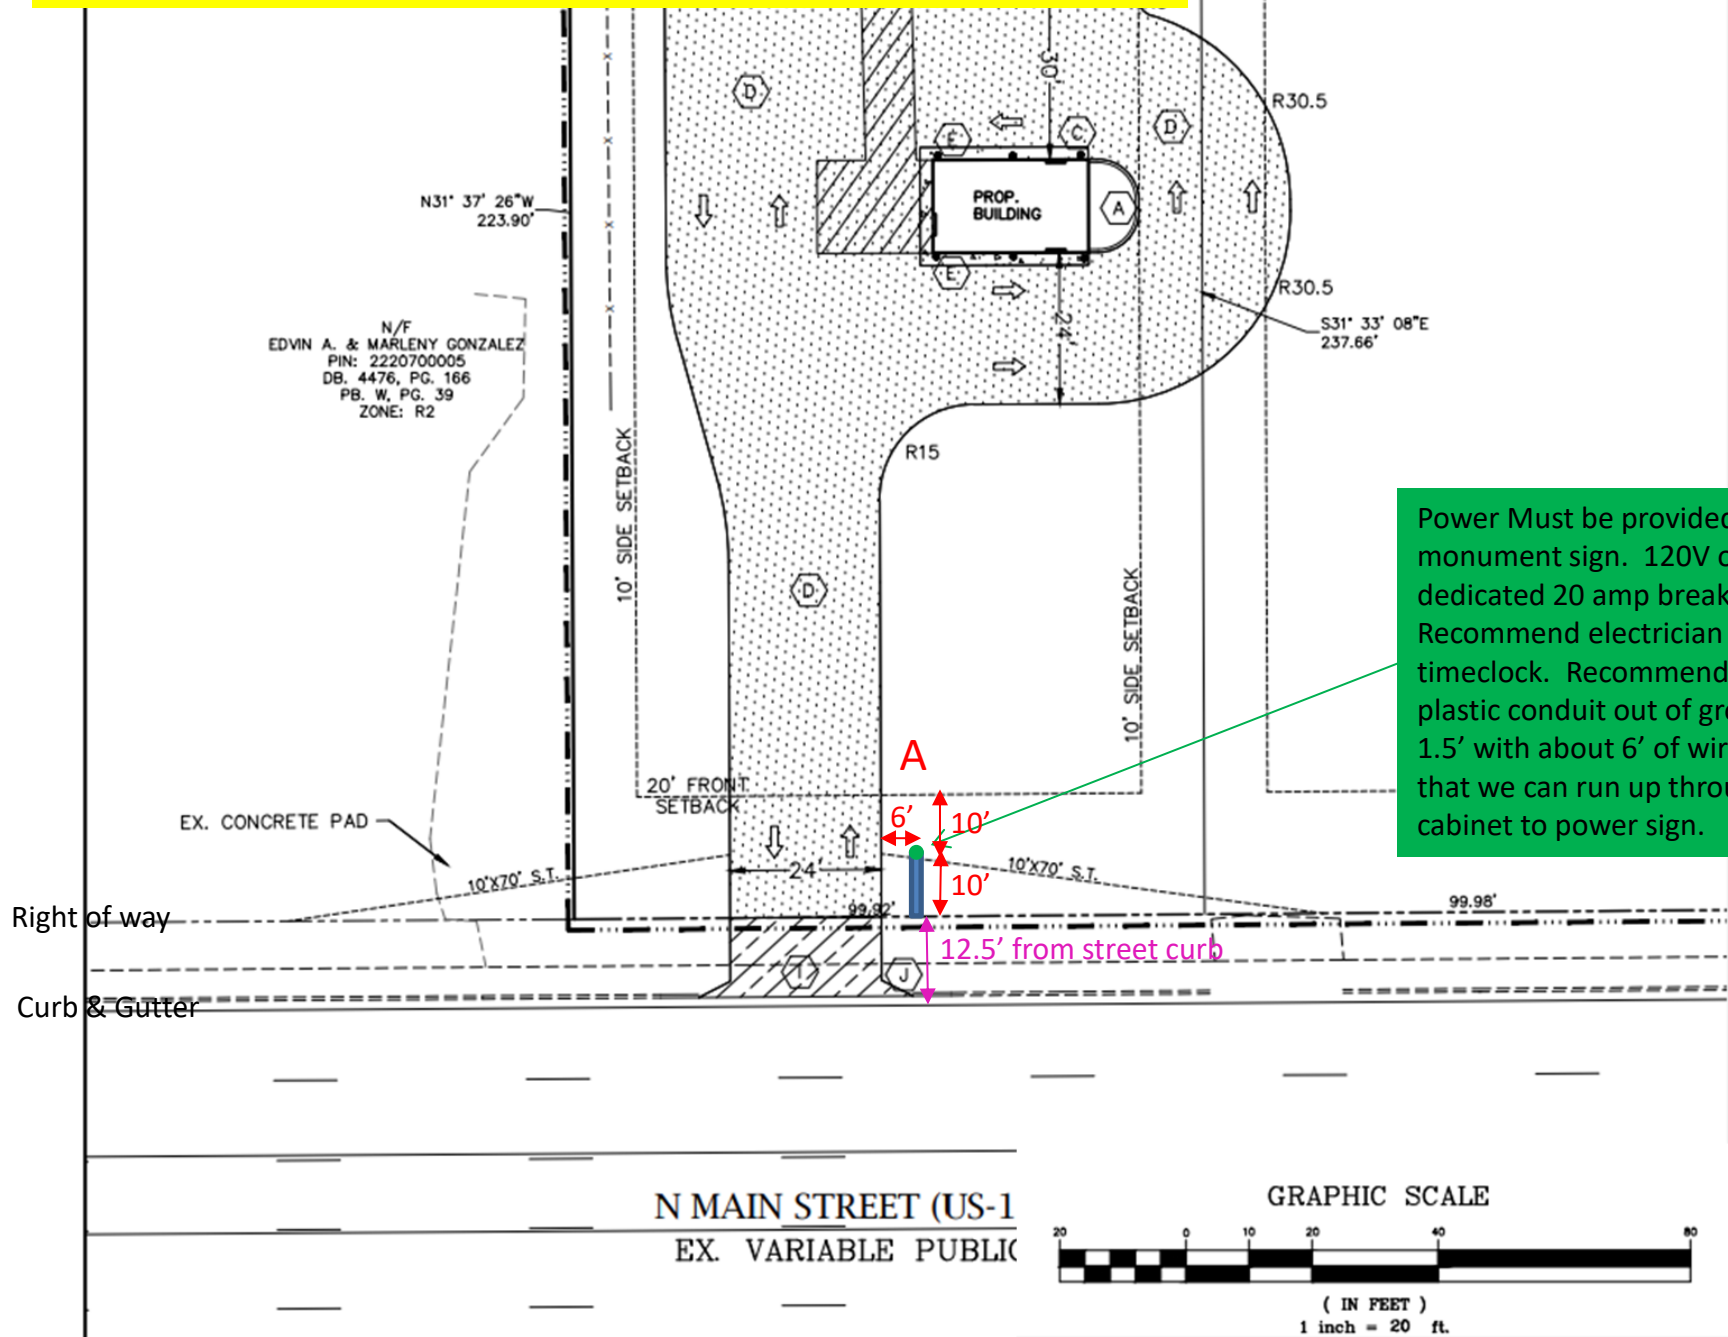 30'
D
R30.5
E
C
D
N31° 37' 26"W
223.90'
PROP.
BUILDING
A
E
R30.5
24'
S31° 33' 08"E
237.66'
N/F
EDVIN A. & MARLENY GONZALEZ
PIN: 2220700005
DB. 4476, PG. 166
PB. W, PG. 39
ZONE: R2
R15
10' SIDE SETBACK
D
10' SIDE SETBACK
Power Must be provided
monument sign.  120V
dedicated 20 amp
Recommend electrician
timeclock.  Recommend
plastic conduit out of
1.5' with about 6' of
that we can run up
cabinet to power sign.
A
20' FRONT
SETBACK
6'
10'
EX. CONCRETE PAD
24'
10'X70' S.T.
10'X70' S.T.
10'
Right of way
99.92'
99.98'
12.5' from street curb
I
J
Curb & Gutter
N MAIN STREET (US-1
EX. VARIABLE
GRAPHIC SCALE
20 0 10 20 40 80
( IN FEET )
1 inch = 20 ft.